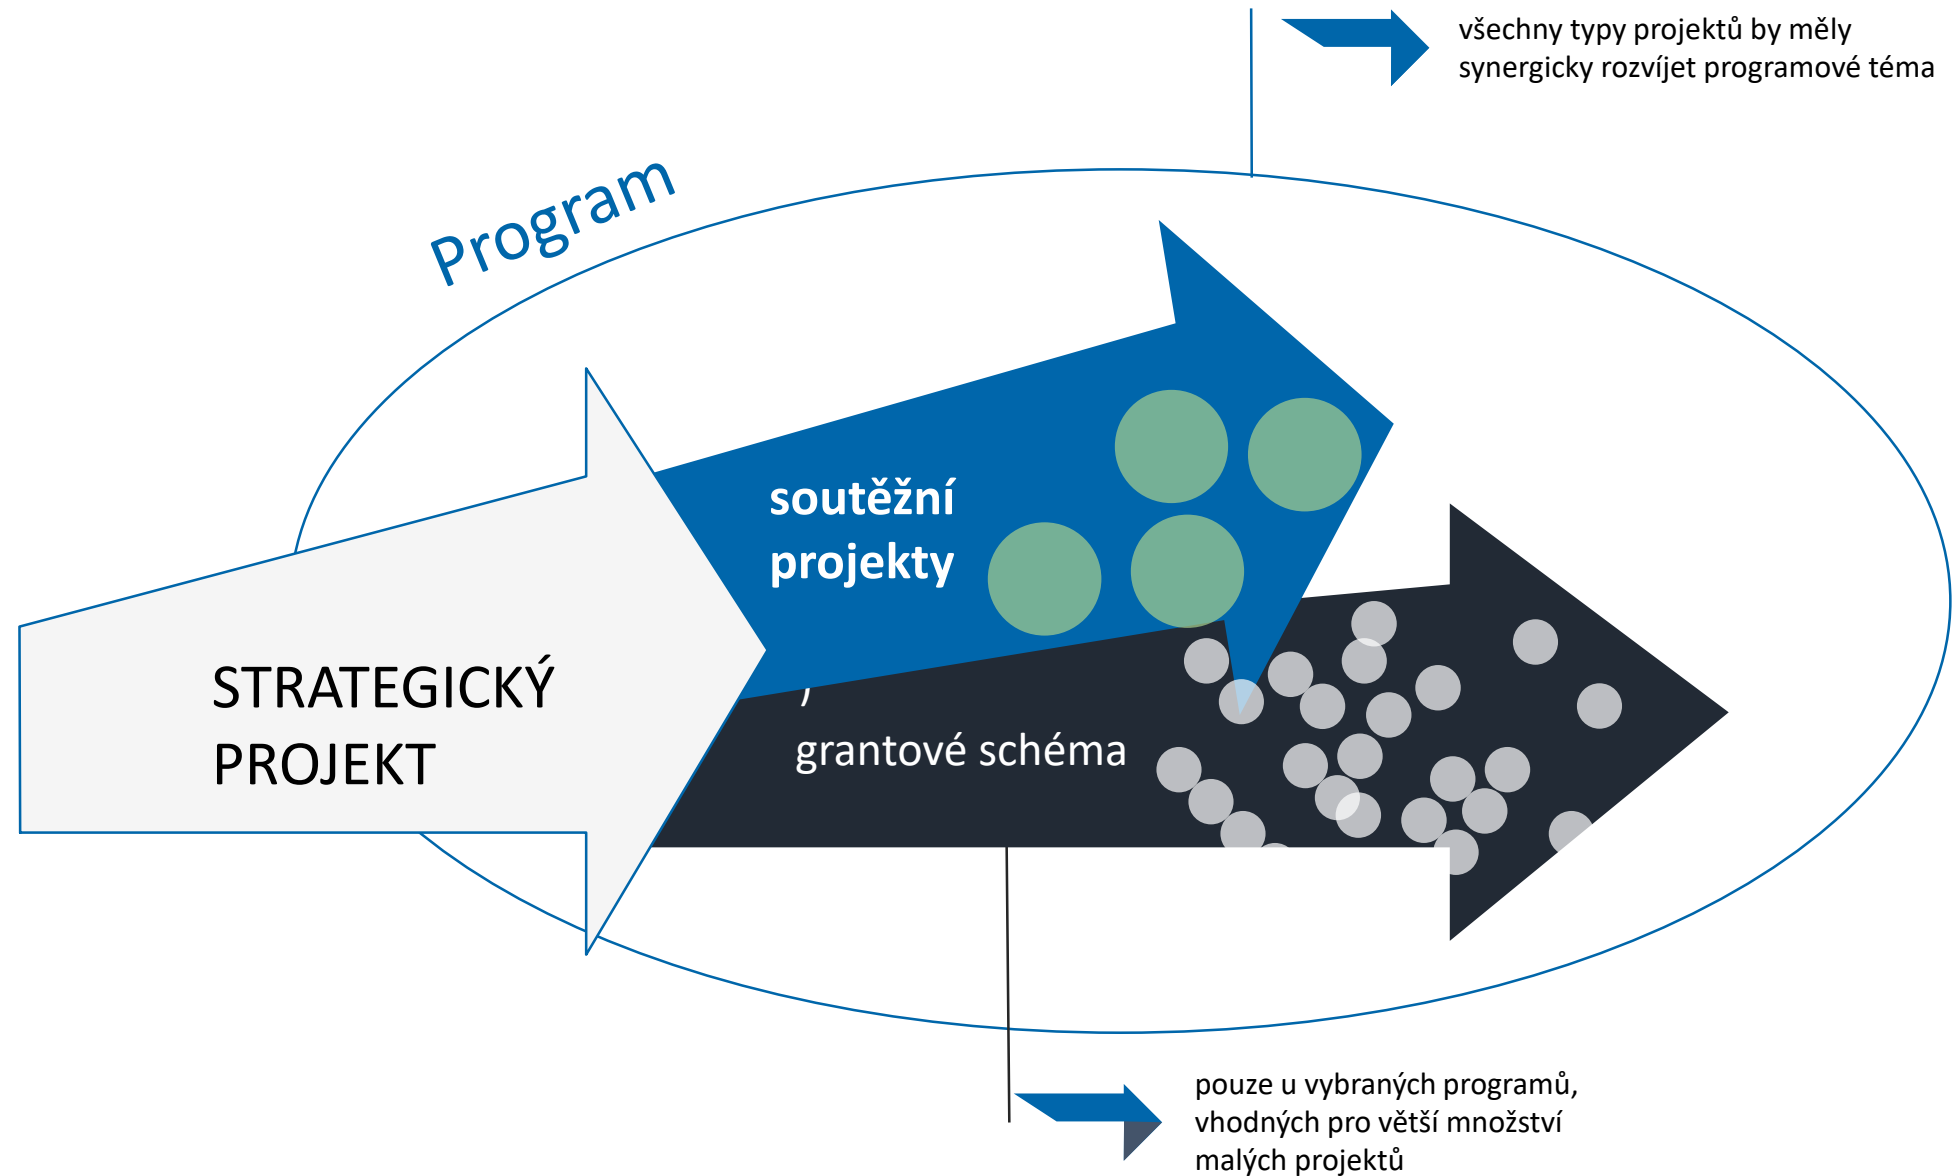 všechny typy projektů by měly
synergicky rozvíjet programové téma
Program
soutěžní
projekty
STRATEGICKÝ
PROJEKT
)
grantové schéma
pouze u vybraných programů,
vhodných pro větší množství
malých projektů